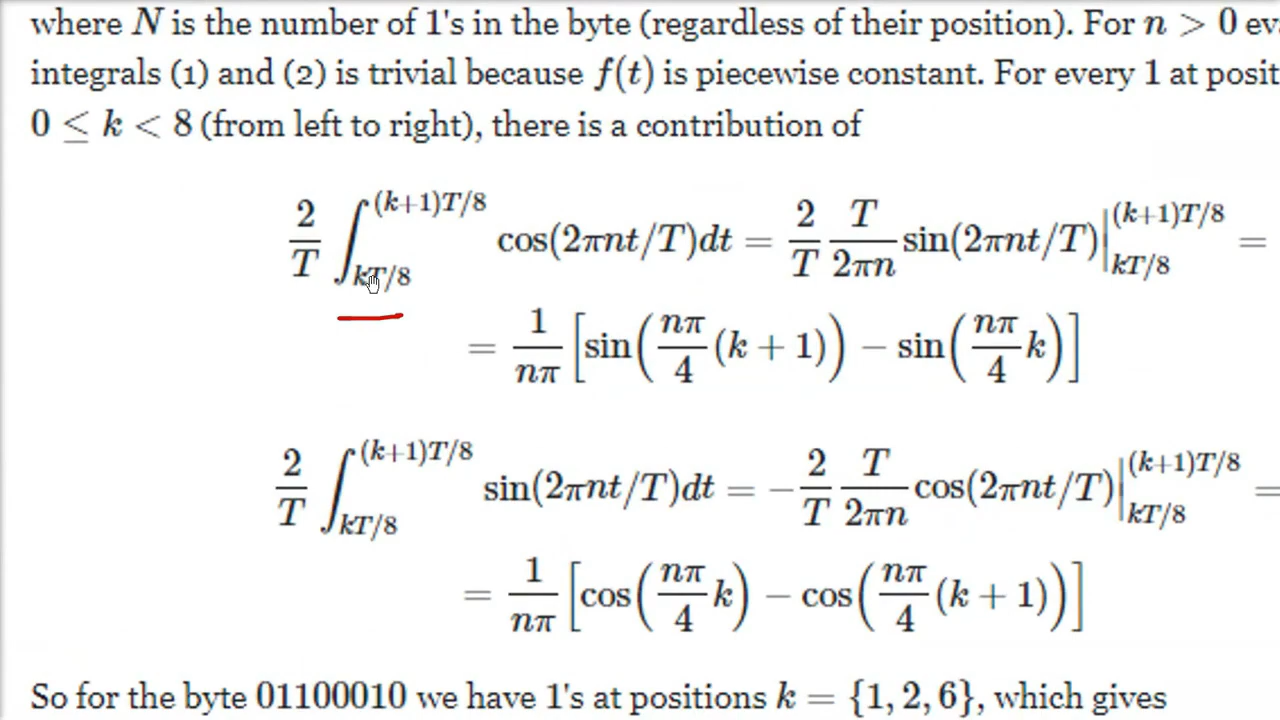 where N is the number of 1's in the byte (regardless of their position). For n > 0
integrals (1) and (2) is trivial because f(t) is piecewise constant. For every 1 at
0 ≤ k < 8 (from left to right), there is a contribution of
2/T ∫_{kT/8}^{(k+1)T/8} cos(2πnt/T)dt = 2/T T/2πn sin(2πnt/T)|_{kT/8}^{(k+1)T/8} =
= 1/nπ [sin(nπ/4 (k + 1)) − sin(nπ/4 k)]
2/T ∫_{kT/8}^{(k+1)T/8} sin(2πnt/T)dt = − 2/T T/2πn cos(2πnt/T)|_{kT/8}^{(k+1)T/8} =
= 1/nπ [cos(nπ/4 k) − cos(nπ/4 (k + 1))]
So for the byte 01100010 we have 1's at positions k = {1, 2, 6}, which gives